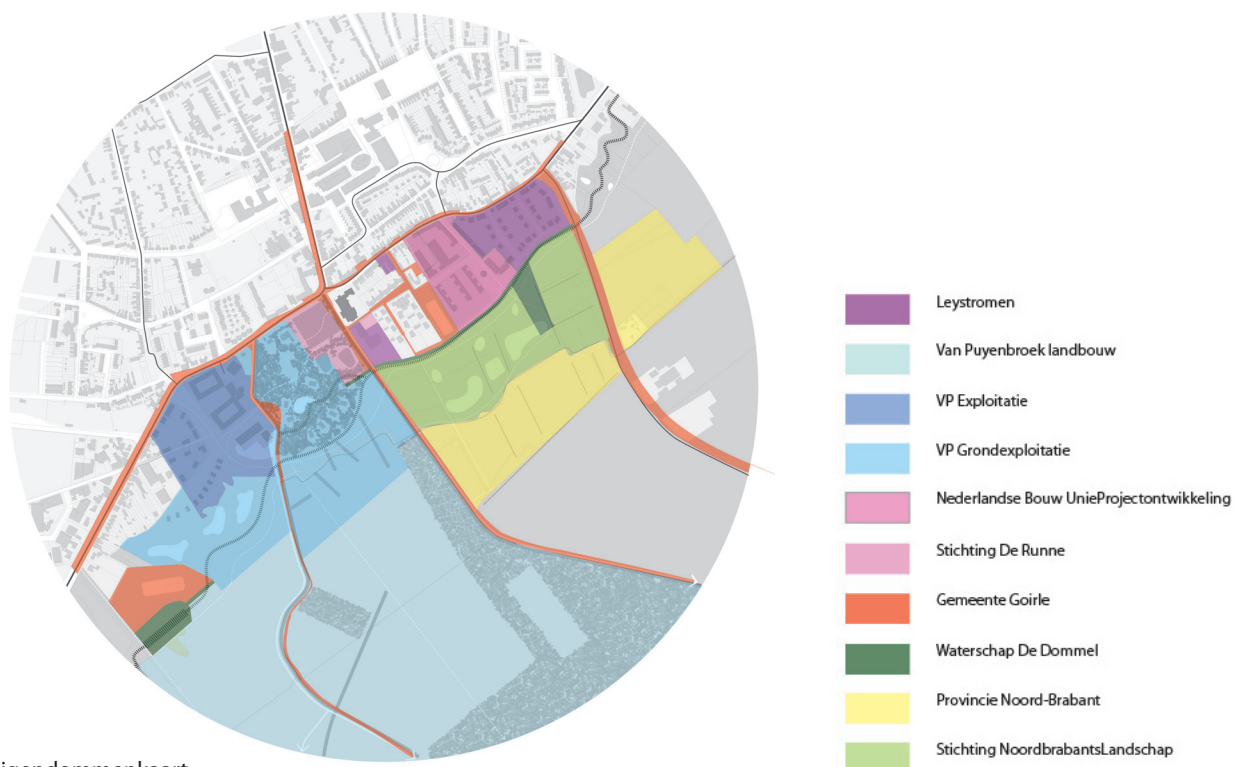 Leystromen
Van Puyenbroek landbouw
VP Exploitatie
VP Grondexploitatie
Nederlandse Bouw UnieProjectontwikkeling
Stichting De Runne
Gemeente Goirle
Waterschap De Dommel
Provincie Noord-Brabant
Stichting NoordbrabantsLandschap